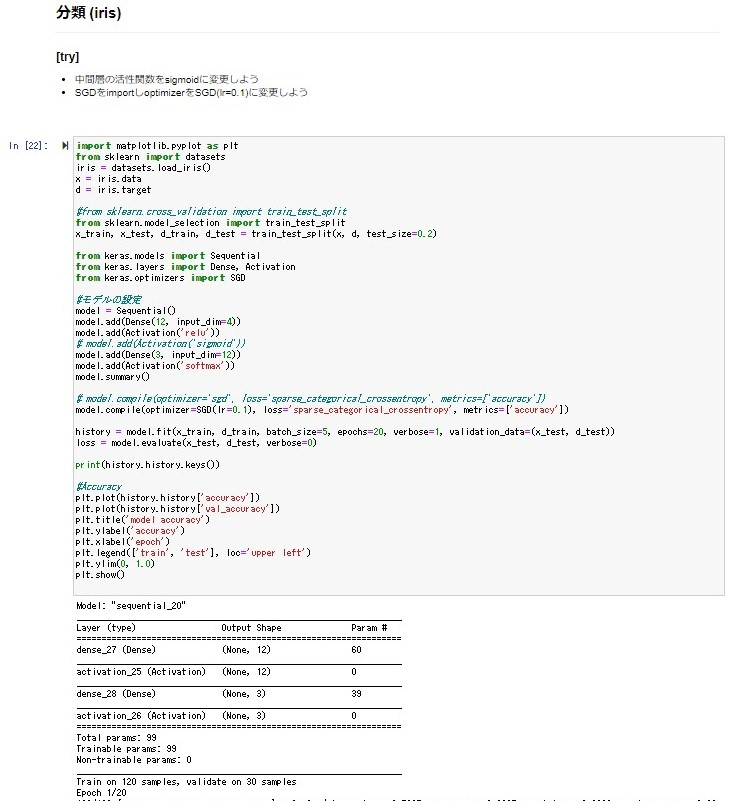 分類 (iris)
[try]
• 中間層の活性関数をsigmoidに変更しよう
• SGDをimportしoptimizerをSGD(lr=0.1)に変更しよう
In [22]:
import matplotlib.pyplot as plt
from sklearn import datasets
iris = datasets.load_iris()
x = iris.data
d = iris.target
#from sklearn.cross_validation import train_test_split
from sklearn.model_selection import train_test_split
x_train, x_test, d_train, d_test = train_test_split(x, d, test_size=0.2)
from keras.models import Sequential
from keras.layers import Dense, Activation
from keras.optimizers import SGD
#モデルの設定
model = Sequential()
model.add(Dense(12, input_dim=4))
model.add(Activation('relu'))
# model.add(Activation('sigmoid'))
model.add(Dense(3, input_dim=12))
model.add(Activation('softmax'))
model.summary()
# model.compile(optimizer='sgd', loss='sparse_categorical_crossentropy', metrics=['accuracy'])
model.compile(optimizer=SGD(lr=0.1), loss='sparse_categorical_crossentropy', metrics=['accuracy'])
history = model.fit(x_train, d_train, batch_size=5, epochs=20, verbose=1, validation_data=(x_test, d_test))
loss = model.evaluate(x_test, d_test, verbose=0)
print(history.history.keys())
#Accuracy
plt.plot(history.history['accuracy'])
plt.plot(history.history['val_accuracy'])
plt.title('model accuracy')
plt.ylabel('accuracy')
plt.xlabel('epoch')
plt.legend(['train', 'test'], loc='upper left')
plt.ylim(0, 1.0)
plt.show()
Model: "sequential_20"
Layer (type) Output Shape Param #
dense_27 (Dense) (None, 12) 60
activation_25 (Activation) (None, 12) 0
dense_28 (Dense) (None, 3) 39
activation_26 (Activation) (None, 3) 0
Total params: 99
Trainable params: 99
Non-trainable params: 0
Train on 120 samples, validate on 30 samples
Epoch 1/20